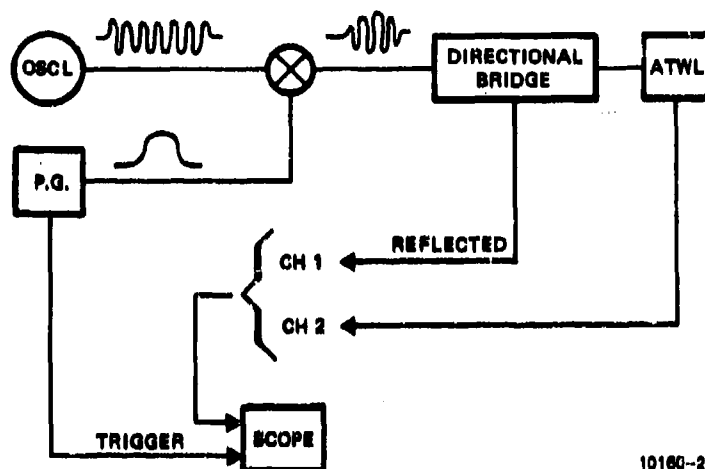 OSCL
DIRECTIONAL
BRIDGE
ATWL
P.G.
REFLECTED
CH 1
CH 2
TRIGGER
SCOPE
10160-2